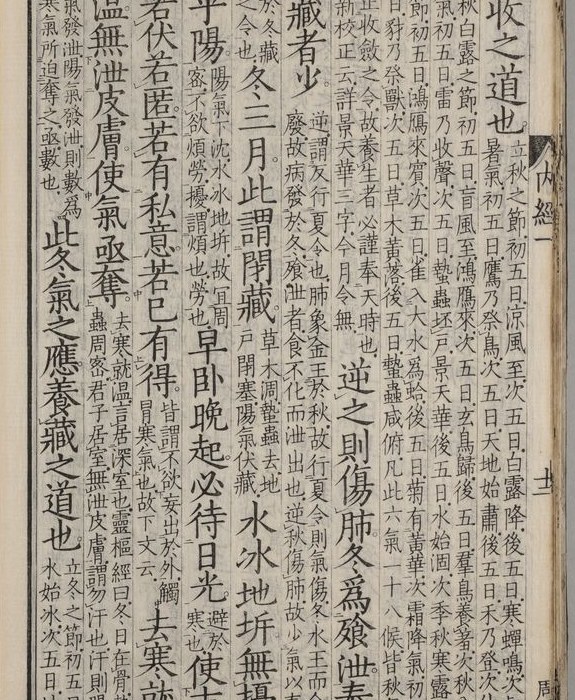 內經一　十二　周
收之道也
立秋之節初五日涼風至次五日白露降後五日寒蟬鳴次
暑氣初五日鷹乃祭鳥次五日天地始肅後五日禾乃登次
秋白露之節初五日盲風至鴻鴈來次五日玄鳥歸後五日羣鳥養羞次秋
氣初五日雷乃收聲次五日蟄蟲坯戸景天華後五日水始涸次季秋寒露
節初五日鴻鴈來賓次五日雀入大水爲蛤後五日菊有黃華次霜降氣初
日豺乃祭獸次五日草木黃落後五日蟄蟲咸俯凡此六氣一十八候皆秋
正收斂之令故養生者必謹奉天時也
新校正云詳景天華三字今月令無
逆之則傷肺冬爲飱泄奉
藏者少
逆謂反行夏令也肺象金王於秋故行夏令則氣傷冬水王而金
廢故病發於冬飱泄者食不化而泄出也逆秋傷肺故少氣以奉
於冬藏
之令也
冬三月此謂閉藏
草木凋蟄蟲去地
戸閉塞陽氣伏藏
水冰地坼無擾
乎陽
陽氣下沈水冰地坼故宜周
密不欲煩勞擾謂煩也勞也
早卧晚起必待日光
避於
寒也
使志
若伏若匿若有私意若已有得
皆謂不欲妄出於外觸
冒寒氣也故下文云
去寒就
溫無泄皮膚使氣亟奪
去寒就溫言居深室也靈樞經曰冬日在骨蟄
蟲周密君子居室無泄皮膚謂勿汗也汗則陽
氣發泄陽氣發泄則數爲
寒氣所迫奪之亟數也
此冬氣之應養藏之道也
立冬之節初五日
水始冰次五日地